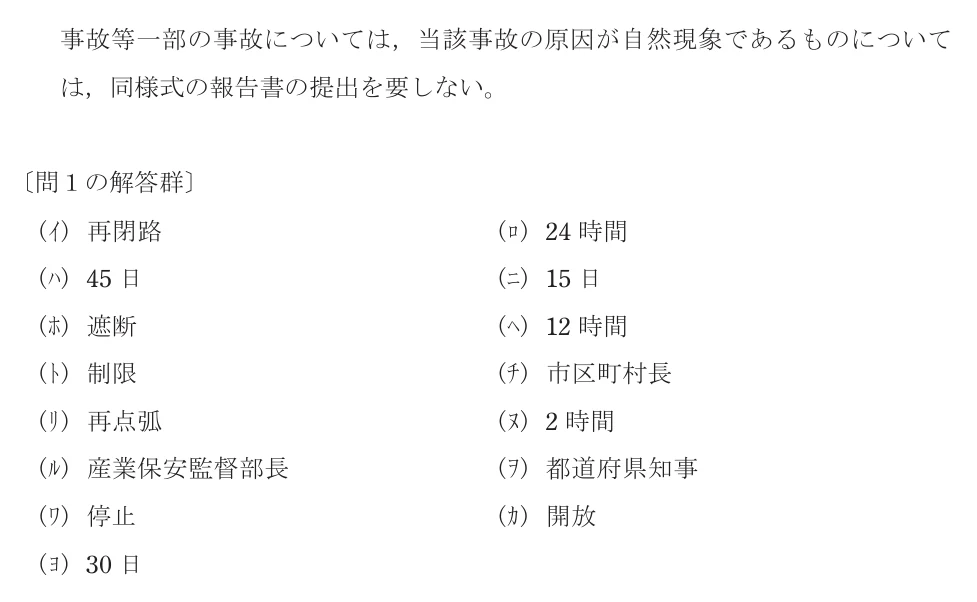 事故等一部の事故については，当該事故の原因が自然現象であるものについて
は，同様式の報告書の提出を要しない。
〔問１の解答群〕
(ｲ) 再閉路 (ﾛ) 24 時間
(ﾊ) 45 日 (ﾆ) 15 日
(ﾎ) 遮断 (ﾍ) 12 時間
(ﾄ) 制限 (ﾁ) 市区町村長
(ﾘ) 再点弧 (ﾇ) 2 時間
(ﾙ) 産業保安監督部長 (ｦ) 都道府県知事
(ﾜ) 停止 (ｶ) 開放
(ﾖ) 30 日